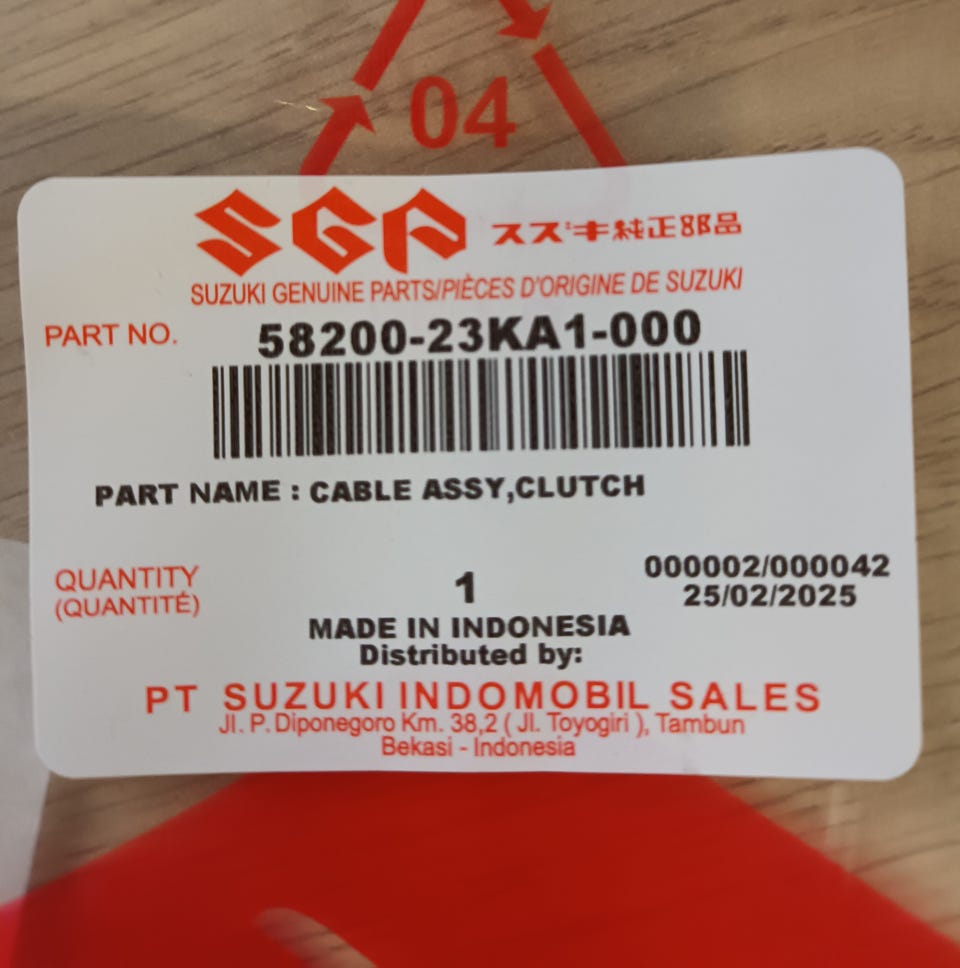 04
SGP スズキ純正部品
SUZUKI GENUINE PARTS/PIÈCES D'ORIGINE DE SUZUKI
PART NO. 58200-23KA1-000
PART NAME : CABLE ASSY,CLUTCH
QUANTITY
(QUANTITÉ)
1
000002/000042
25/02/2025
MADE IN INDONESIA
Distributed by:
PT SUZUKI INDOMOBIL SALES
Jl. P. Diponegoro Km. 38,2 ( Jl. Toyogiri ), Tambun
Bekasi - Indonesia